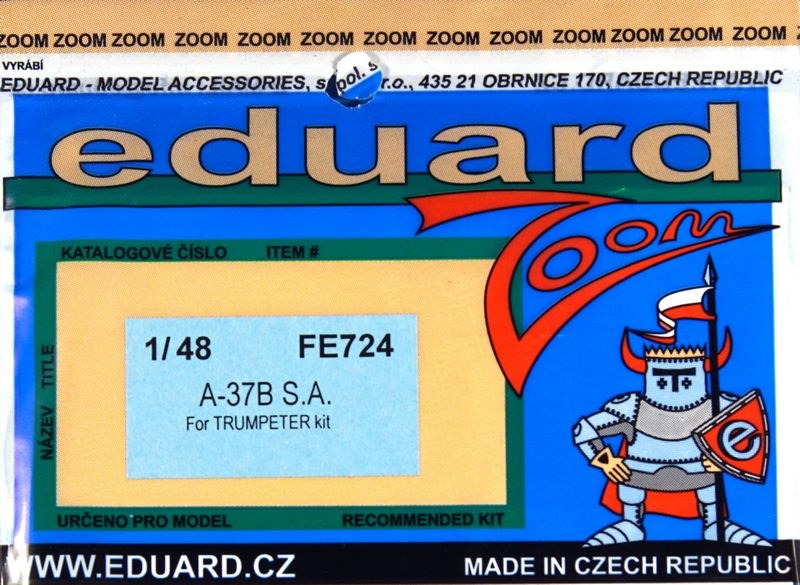 ZOOM ZOOM ZOOM ZOOM ZOOM ZOOM ZOOM ZOOM ZOOM ZOOM ZOOM ZOOM
VYRÁBÍ
EDUARD - MODEL ACCESSORIES, spol. s r.o., 435 21 OBRNICE 170, CZECH REPUBLIC
eduard
Zoom
KATALOGOVÉ ČÍSLO ITEM #
1/48 FE724
A-37B S.A.
For TRUMPETER kit
NÁZEV TITLE
e
URČENO PRO MODEL RECOMMENDED KIT
WWW.EDUARD.CZ MADE IN CZECH REPUBLIC